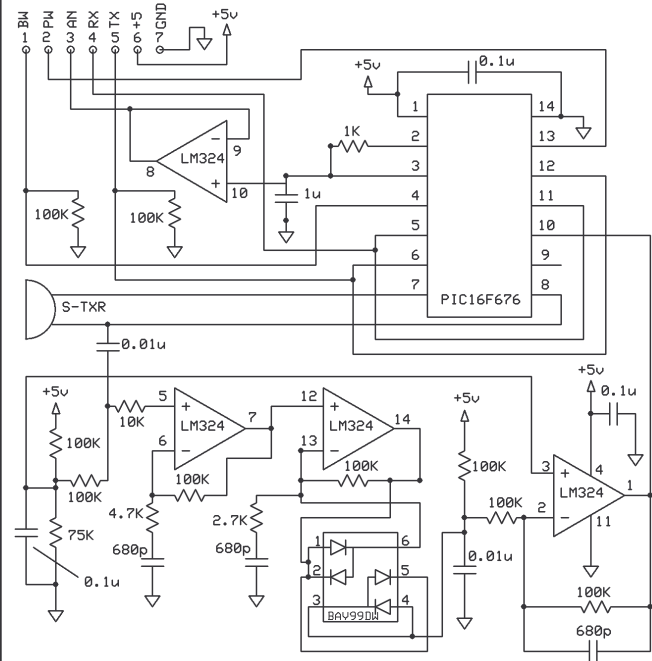 BW PW AN RX TX +5 GND
1 2 3 4 5 6 7
+5v
+5v
0.1u
1 14
1K
2 13
LM324
9
8
3 12
10
1u
4 11
100K
100K
5 10
6 9
7 8
S-TXR
PIC16F676
0.01u
+5v
+5v
+5v
0.1u
5
12
10K
LM324
7
LM324
14
6
13
100K
100K
100K
100K
100K
3
4
LM324
1
100K
2
11
4.7K
2.7K
75K
680p
680p
1 6
0.01u
2 5
0.1u
3 4
BAV99DW
100K
680p